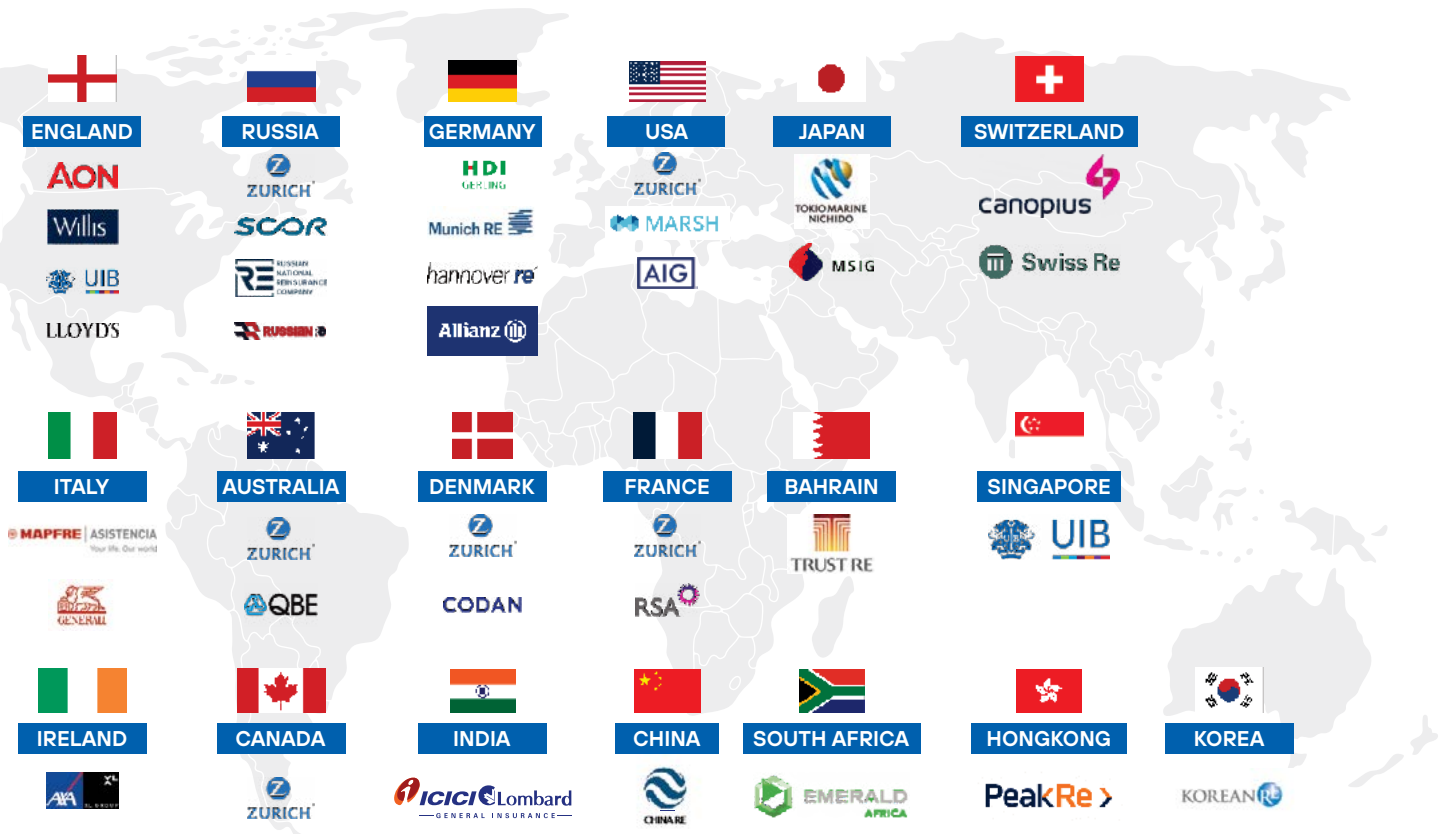 ENGLAND
AON
Willis
UIB
LLOYD'S
RUSSIA
Z
ZURICH
SCOR
RE
RUSSIAN
NATIONAL
REINSURANCE
COMPANY
RUSSIAN
GERMANY
HDI
GERLING
Munich RE
hannover re
Allianz
USA
Z
ZURICH
MARSH
AIG
JAPAN
TOKIO MARINE
NICHIDO
MSIG
SWITZERLAND
canopius
Swiss Re
ITALY
MAPFRE ASISTENCIA
Your life. Our world
GENERALI
AUSTRALIA
Z
ZURICH
QBE
DENMARK
Z
ZURICH
CODAN
FRANCE
Z
ZURICH
RSA
BAHRAIN
TRUST RE
SINGAPORE
UIB
IRELAND
AXA XL
XL GROUP
CANADA
Z
ZURICH
INDIA
ICICI Lombard
GENERAL INSURANCE
CHINA
CHINA RE
SOUTH AFRICA
EMERALD
AFRICA
HONGKONG
PeakRe
KOREA
KOREAN RE